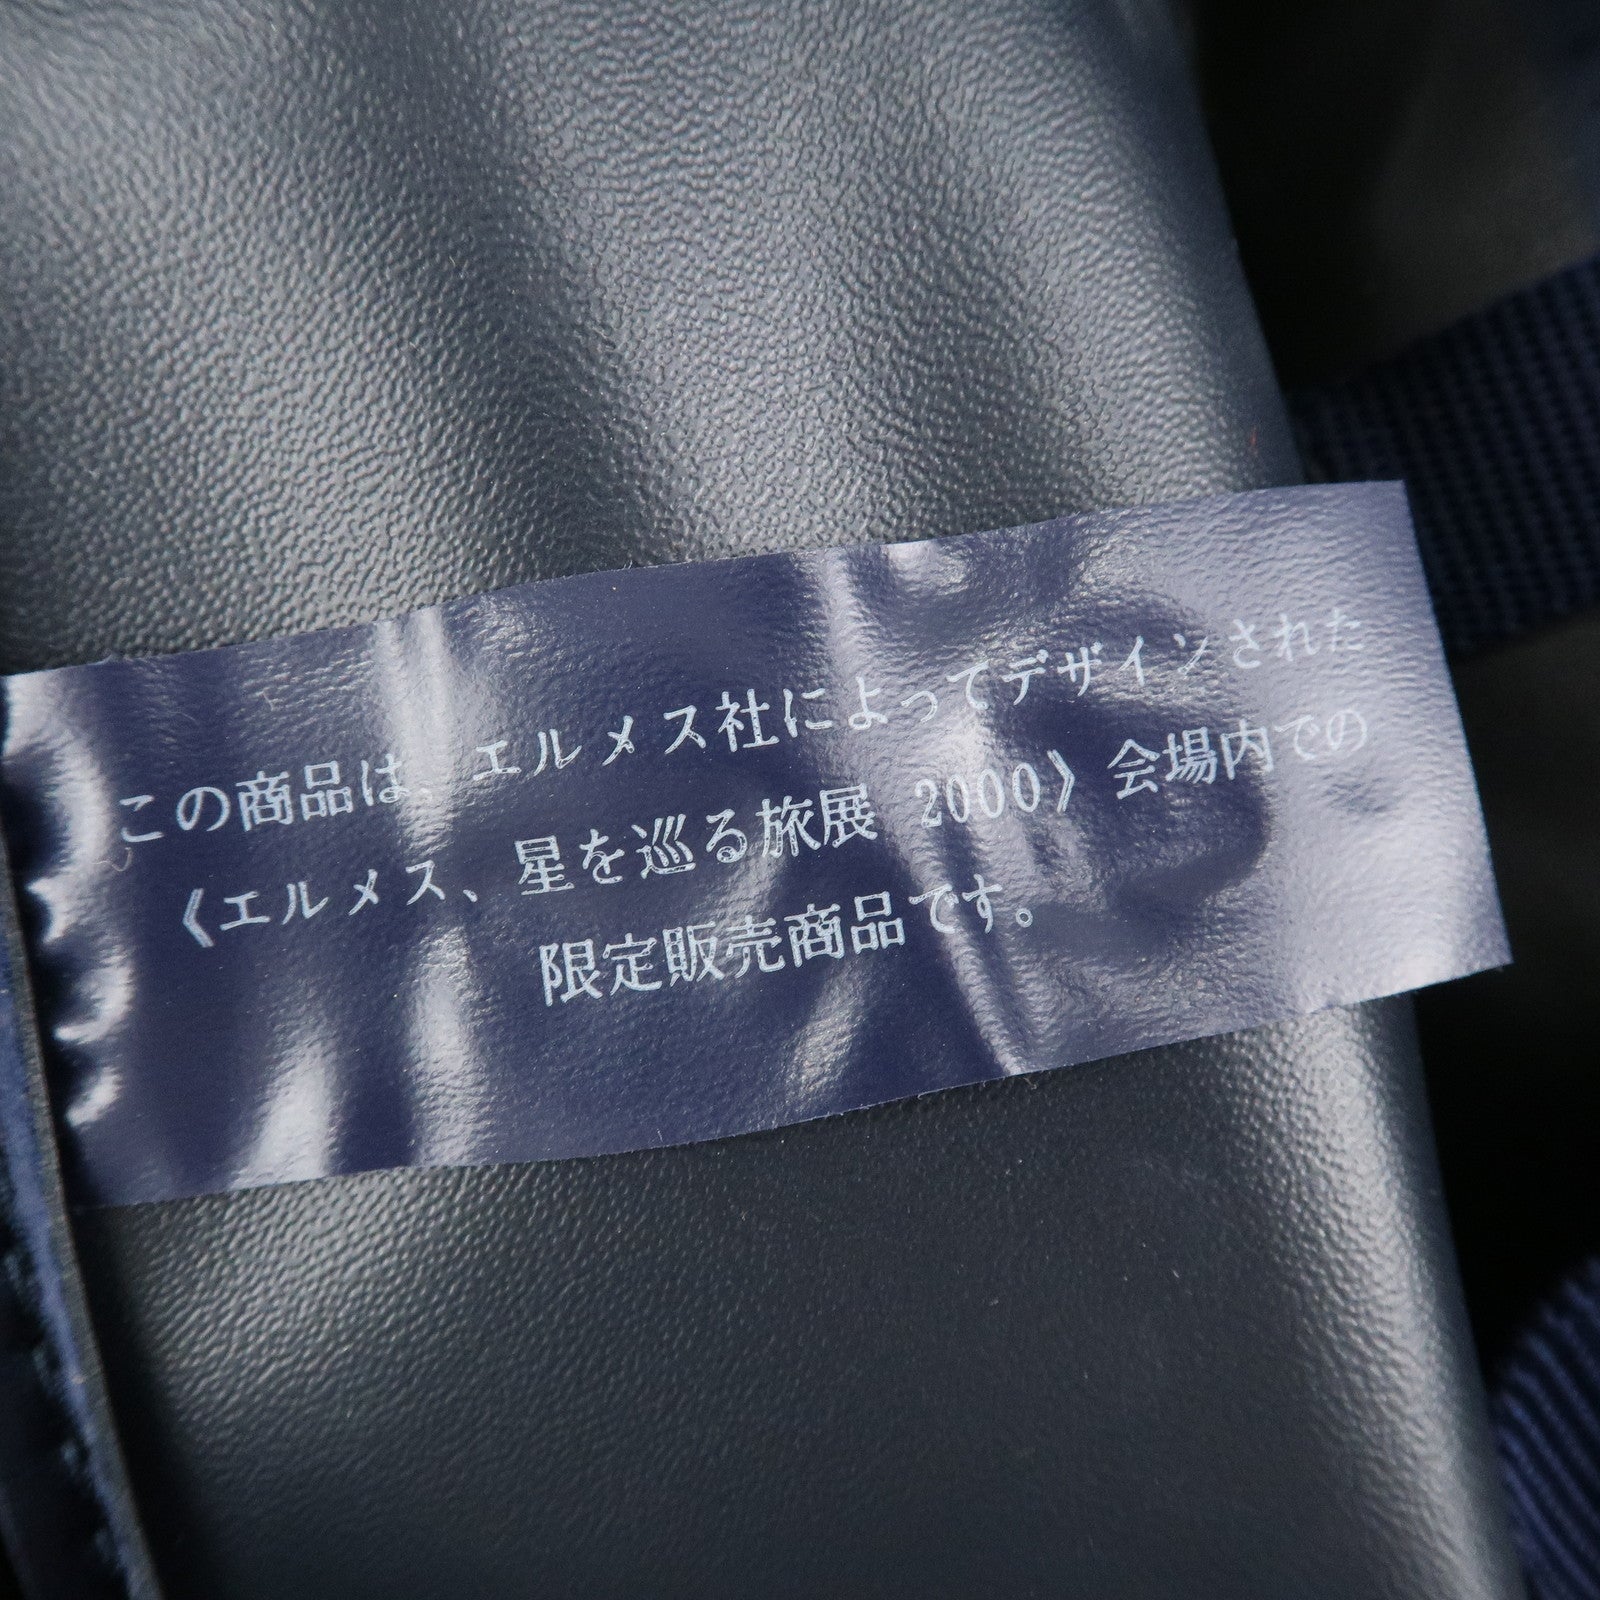 この商品は、エルメス社によってデザインされた
《エルメス、星を巡る旅展 2000》会場内での
限定販売商品です。